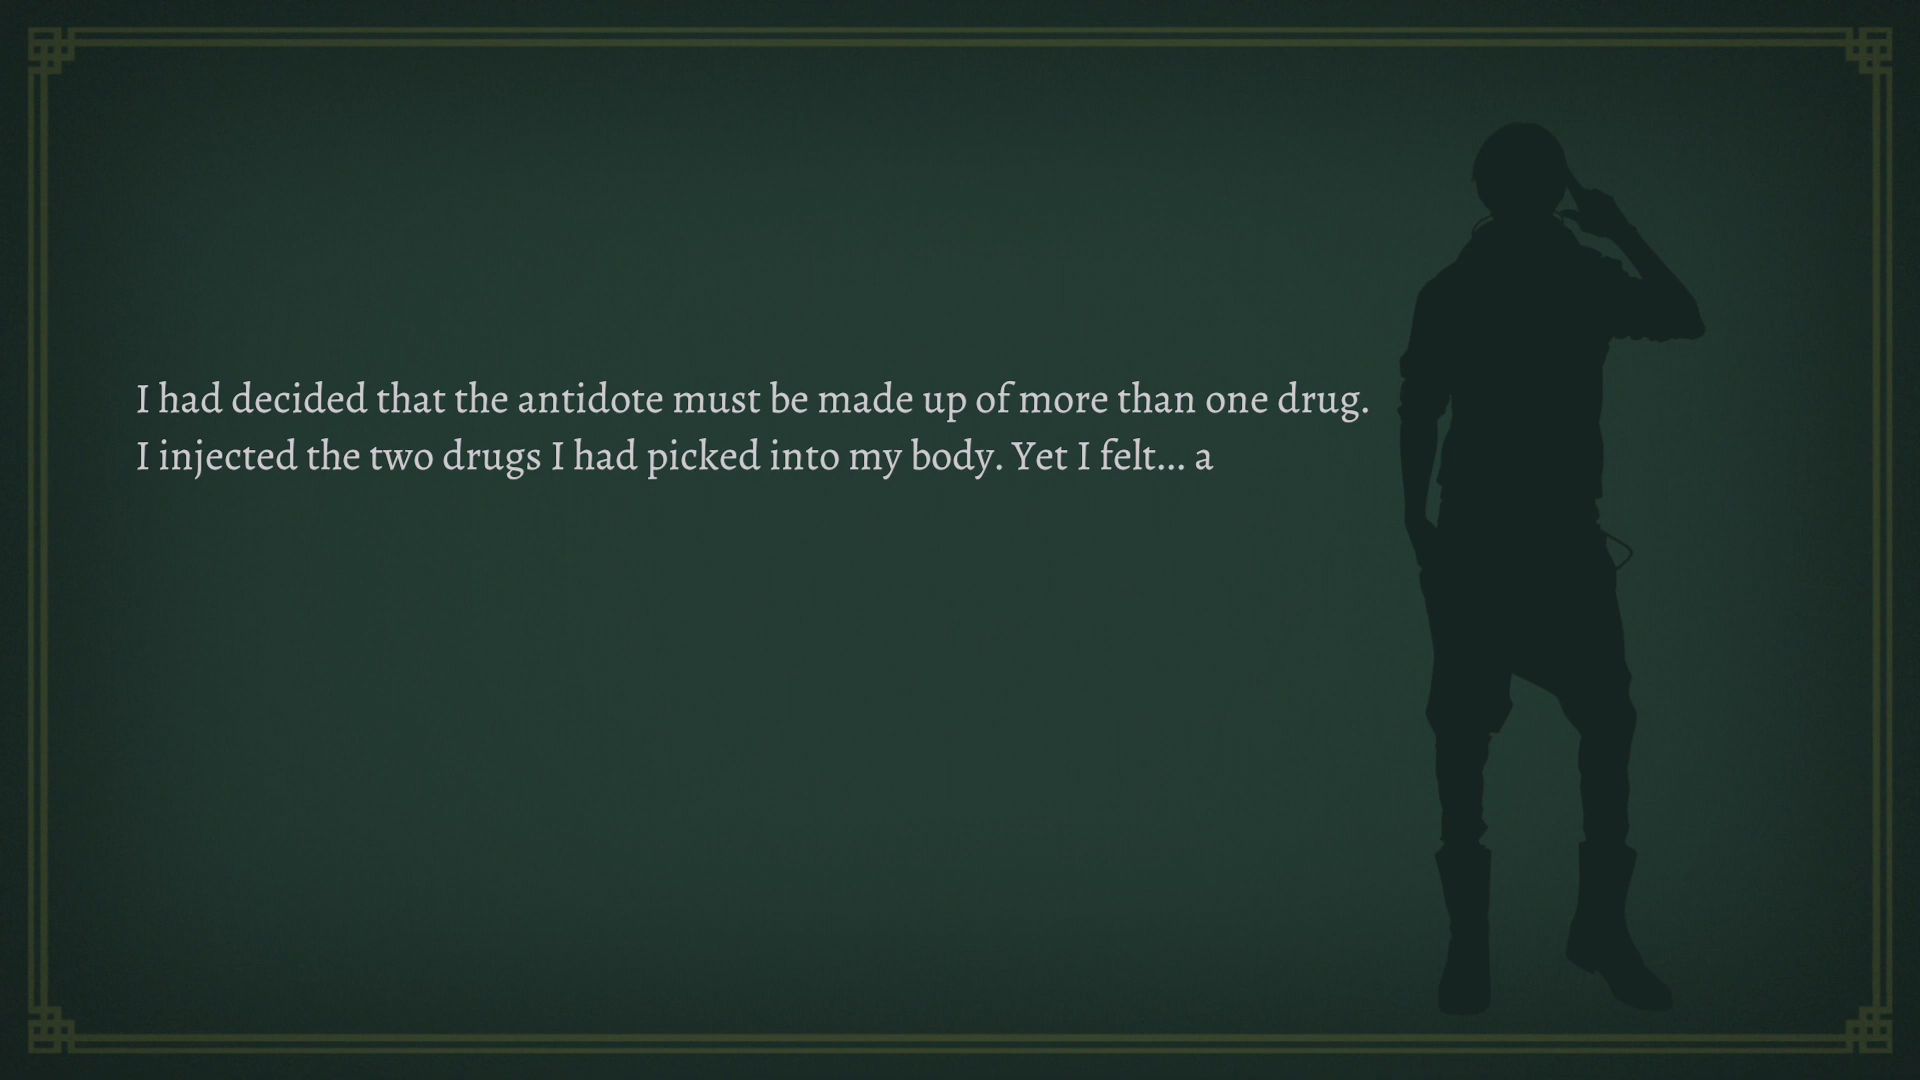 I had decided that the antidote must be made up of more than one drug.
I injected the two drugs I had picked into my body. Yet I felt... a